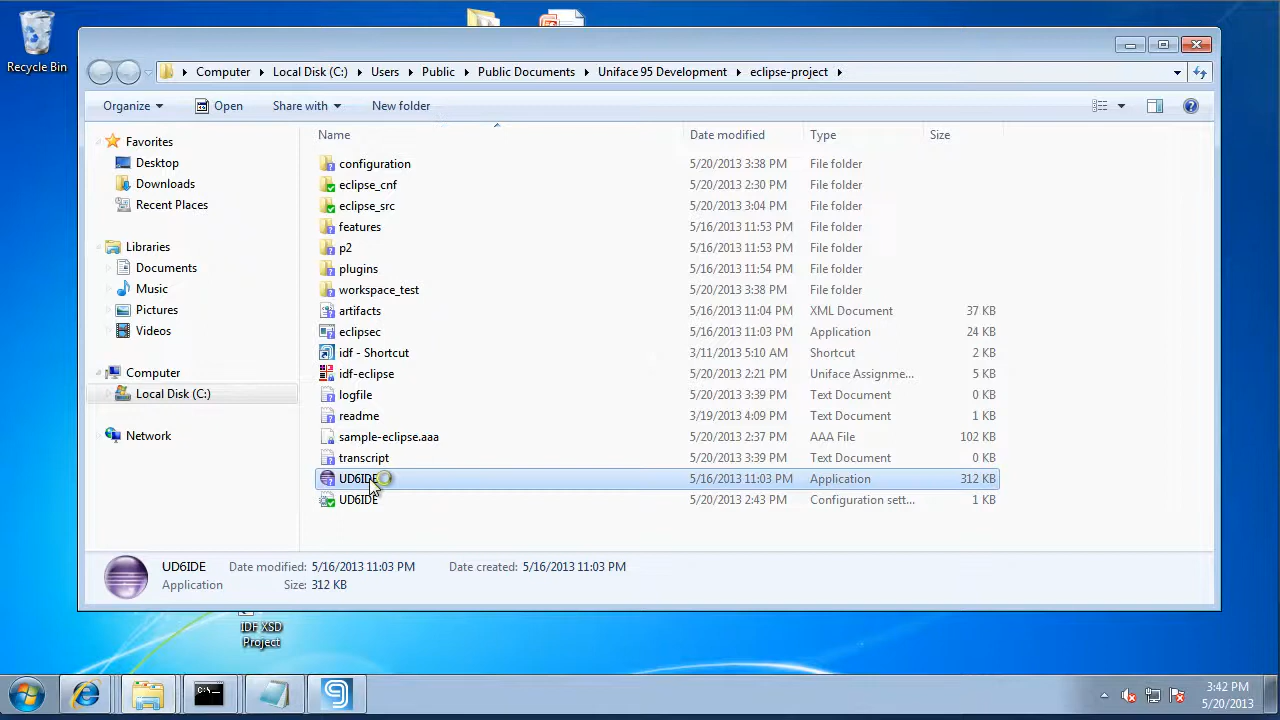 Recycle Bin
Computer Local Disk (C:) Users Public Public Documents Uniface 95 Development eclipse-project
Organize Open Share with New folder
Name Date modified Type Size
Favorites
Desktop
Downloads
Recent Places
Libraries
Documents
Music
Pictures
Videos
Computer
Local Disk (C:)
Network
configuration 5/20/2013 3:38 PM File folder
eclipse_cnf 5/20/2013 2:30 PM File folder
eclipse_src 5/20/2013 3:04 PM File folder
features 5/16/2013 11:53 PM File folder
p2 5/16/2013 11:53 PM File folder
plugins 5/16/2013 11:54 PM File folder
workspace_test 5/20/2013 3:38 PM File folder
artifacts 5/16/2013 11:04 PM XML Document 37 KB
eclipsec 5/16/2013 11:03 PM Application 24 KB
idf - Shortcut 3/11/2013 5:10 AM Shortcut 2 KB
idf-eclipse 5/20/2013 2:21 PM Uniface Assignme... 5 KB
logfile 5/20/2013 3:39 PM Text Document 0 KB
readme 3/19/2013 4:09 PM Text Document 1 KB
sample-eclipse.aaa 5/20/2013 2:37 PM AAA File 102 KB
transcript 5/20/2013 3:39 PM Text Document 0 KB
UD6IDE 5/16/2013 11:03 PM Application 312 KB
UD6IDE 5/20/2013 2:43 PM Configuration sett... 1 KB
UD6IDE Date modified: 5/16/2013 11:03 PM Date created: 5/16/2013 11:03 PM
Application Size: 312 KB
IDF XSD
Project
3:42 PM
5/20/2013